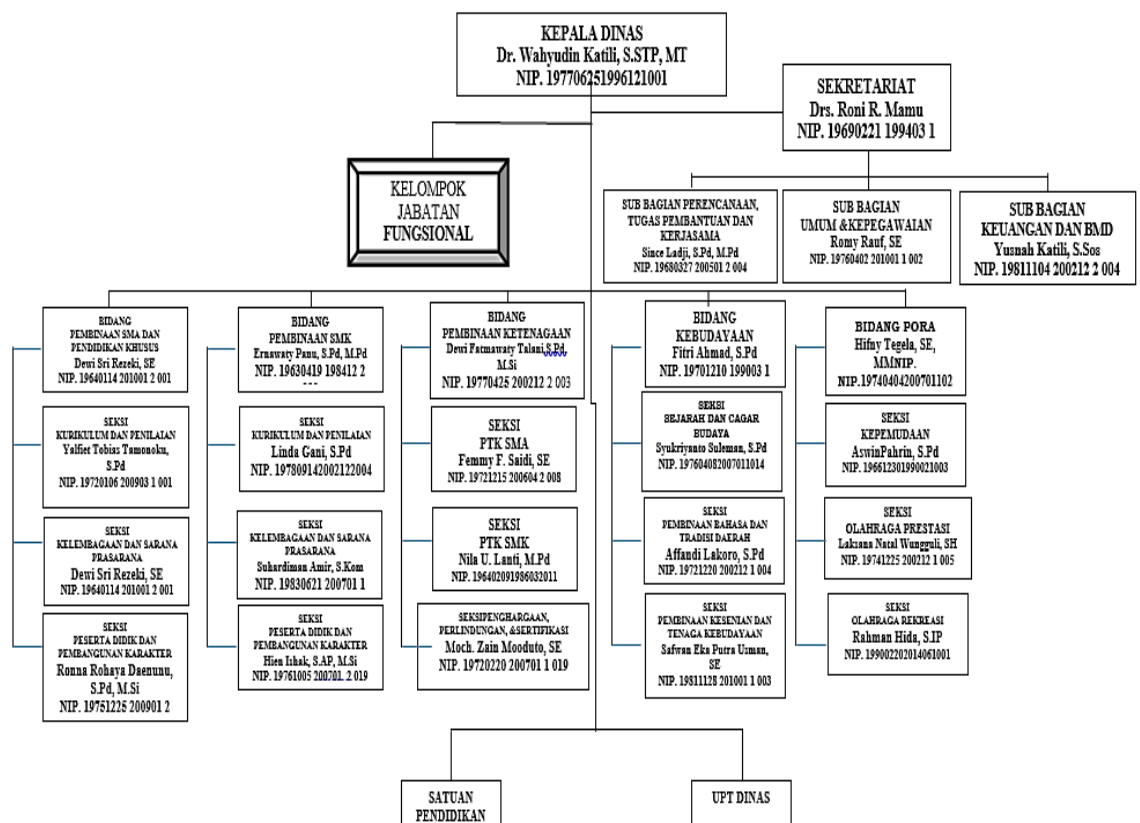 KEPALA DINAS
Dr. Wahyudin Katili, S.STP, MT
NIP. 197706251996121001
SEKRETARIAT
Drs. Roni R. Mamu
NIP. 19690221 199403 1
KELOMPOK
JABATAN
FUNGSIONAL
SUB BAGIAN PERENCANAAN,
TUGAS PEMBANTUAN DAN
KERJASAMA
Since Ladji, S.Pd, M.Pd
NIP. 19680327 200501 2 004
SUB BAGIAN
UMUM &KEPEGAWAIAN
Romy Rauf, SE
NIP. 19760402 201001 1 002
SUB BAGIAN
KEUANGAN DAN BMD
Yusnah Katili, S.Sos
NIP. 19811104 200212 2 004
BIDANG
PEMBINAAN SMA DAN
PENDIDIKAN KHUSUS
Dewi Sri Rezeki, SE
NIP. 19640114 201001 2 001
SEKSI
KURIKULUM DAN PENILAIAN
Yalfiet Tobias Tamonoku,
S.Pd
NIP. 19720106 200903 1 001
SEKSI
KELEMBAGAAN DAN SARANA
PRASARANA
Dewi Sri Rezeki, SE
NIP. 19640114 201001 2 001
SEKSI
PESERTA DIDIK DAN
PEMBANGUNAN KARAKTER
Ronna Rohaya Daenunu,
S.Pd, M.Si
NIP. 19751225 200901 2
BIDANG
PEMBINAAN SMK
Ernawaty Panu, S.Pd, M.Pd
NIP. 19630419 198412 2
SEKSI
KURIKULUM DAN PENILAIAN
Linda Gani, S.Pd
NIP. 197809142002122004
SEKSI
KELEMBAGAAN DAN SARANA
PRASARANA
Suhardiman Amir, S.Kom
NIP. 19830621 200701 1
SEKSI
PESERTA DIDIK DAN
PEMBANGUNAN KARAKTER
Hien Ishak, S.AP, M.Si
NIP. 19761005 200701 2 019
BIDANG
PEMBINAAN KETENAGAAN
Dewi Fatmawaty Talani,S.Pd,
M.Si
NIP. 19770425 200212 2 003
SEKSI
PTK SMA
Femmy F. Saidi, SE
NIP. 19721215 200604 2 008
SEKSI
PTK SMK
Nila U. Lanti, M.Pd
NIP. 196402091986032011
SEKSIPENGHARGAAN,
PERLINDUNGAN, &SERTIFIKASI
Moch. Zain Mooduto, SE
NIP. 19720220 200701 1 019
BIDANG
KEBUDAYAAN
Fitri Ahmad, S.Pd
NIP. 19701210 199003 1
SEKSI
SEJARAH DAN CAGAR
BUDAYA
Syukriyanto Suleman, S.Pd
NIP. 197604082007011014
SEKSI
PEMBINAAN BAHASA DAN
TRADISI DAERAH
Affandi Lakoro, S.Pd
NIP. 19721220 200212 1 004
SEKSI
PEMBINAAN KESENIAN DAN
TENAGA KEBUDAYAAN
Safwan Eka Putra Usman,
SE
NIP. 19811128 201001 1 003
BIDANG PORA
Hifny Tegela, SE,
MMNIP.
NIP.19740404200701102
SEKSI
KEPEMUDAAN
AswinPahrin, S.Pd
NIP. 196612301990021003
SEKSI
OLAHRAGA PRESTASI
Laksana Natal Wungguli, SH
NIP. 19741225 200212 1 005
SEKSI
OLAHRAGA REKREASI
Rahman Hida, S.IP
NIP. 199002202014061001
SATUAN
PENDIDIKAN
UPT DINAS